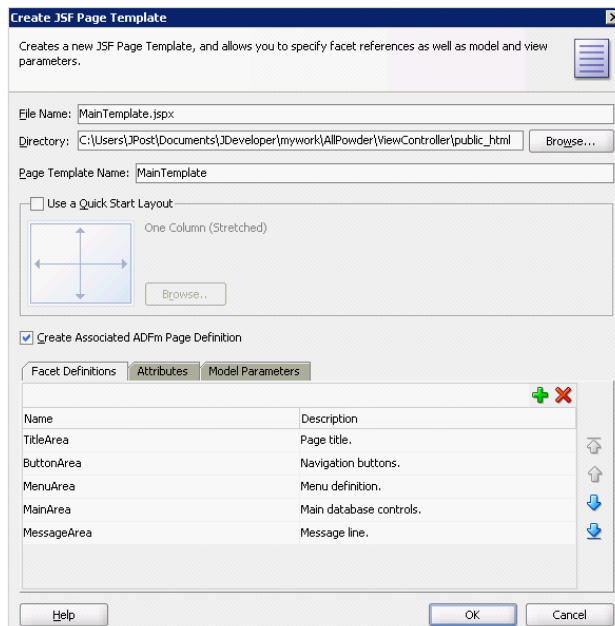 Create JSF Page Template
Creates a new JSF Page Template, and allows you to specify facet references as well as model and view
parameters.
File Name: MainTemplate.jspx
Directory: C:\Users\JPost\Documents\JDeveloper\mywork\AllPowder\ViewController\public_html Browse...
Page Template Name: MainTemplate
Use a Quick Start Layout
One Column (Stretched)
Browse..
Create Associated ADFm Page Definition
Facet Definitions Attributes Model Parameters
Name Description
TitleArea Page title.
ButtonArea Navigation buttons.
MenuArea Menu definition.
MainArea Main database controls.
MessageArea Message line.
Help OK Cancel